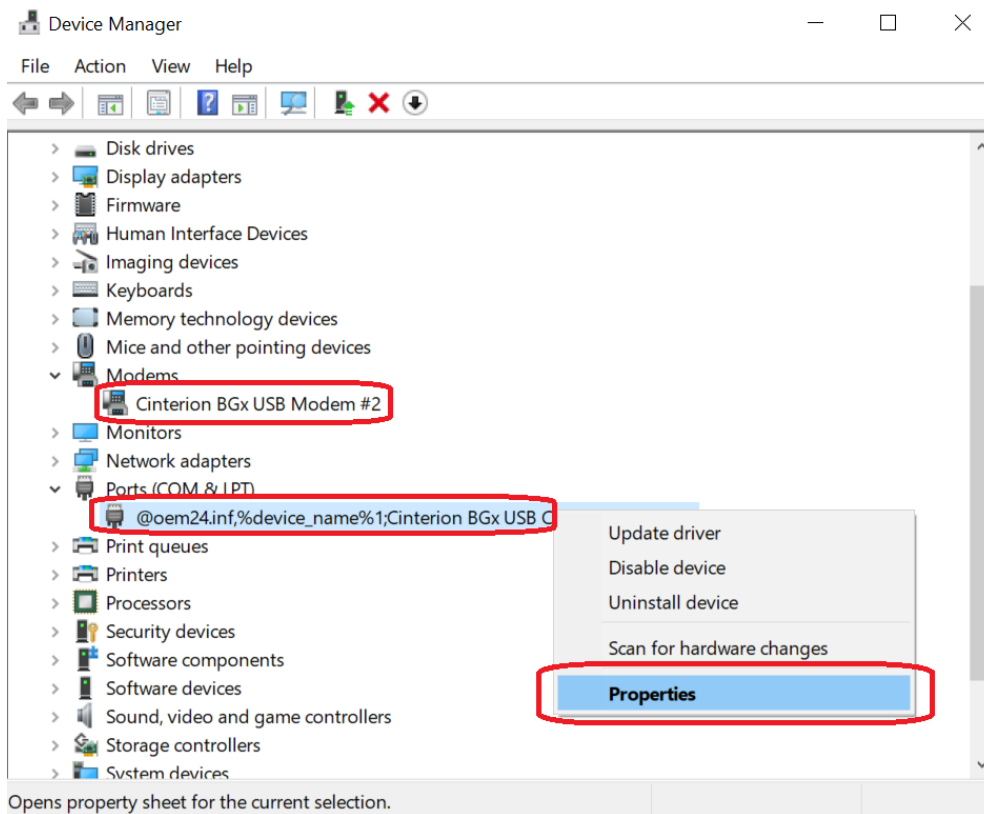 Device Manager
File Action View Help
Disk drives
Display adapters
Firmware
Human Interface Devices
Imaging devices
Keyboards
Memory technology devices
Mice and other pointing devices
Modems
Cinterion BGx USB Modem #2
Monitors
Network adapters
Ports (COM & LPT)
@oem24.inf,%device_name%1;Cinterion BGx USB C
Update driver
Disable device
Uninstall device
Scan for hardware changes
Properties
Print queues
Printers
Processors
Security devices
Software components
Software devices
Sound, video and game controllers
Storage controllers
System devices
Opens property sheet for the current selection.